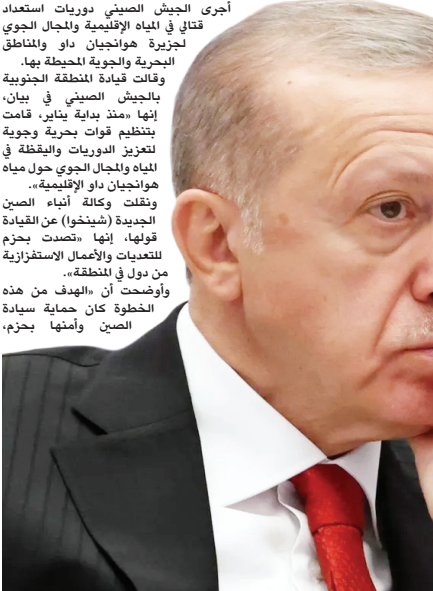 أجرى الجيش الصيني دوريات استعداد
قتالي في المياه الإقليمية والمجال الجوي
لجزيرة هوانجيان داو والمناطق
البحرية والجوية المحيطة بها.
وقالت قيادة المنطقة الجنوبية
بالجيش الصيني في بيان،
إنها «منذ بداية يناير، قامت
بتنظيم قوات بحرية وجوية
لتعزيز الدوريات واليقظة في
المياه والمجال الجوي حول مياه
هوانجيان داو الإقليمية».
ونقلت وكالة أنباء الصين
الجديدة (شينخوا) عن القيادة
قولها، إنها «تصدت بحزم
للتعديات والأعمال الاستفزازية
من دول في المنطقة».
وأوضحت أن «الهدف من هذه
الخطوة كان حماية سيادة
الصين وأمنها بحزم،